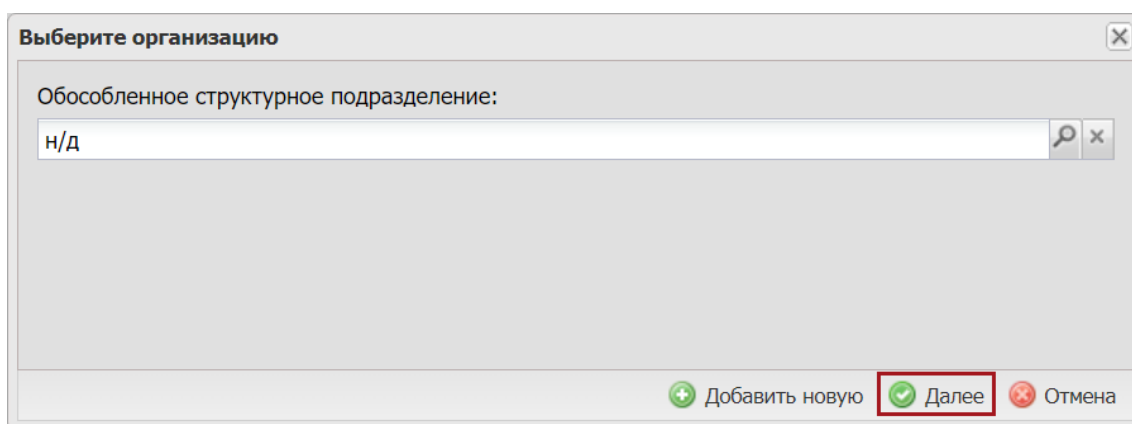 Выберите организацию
Обособленное структурное подразделение:
н/д
Добавить новую Далее Отмена